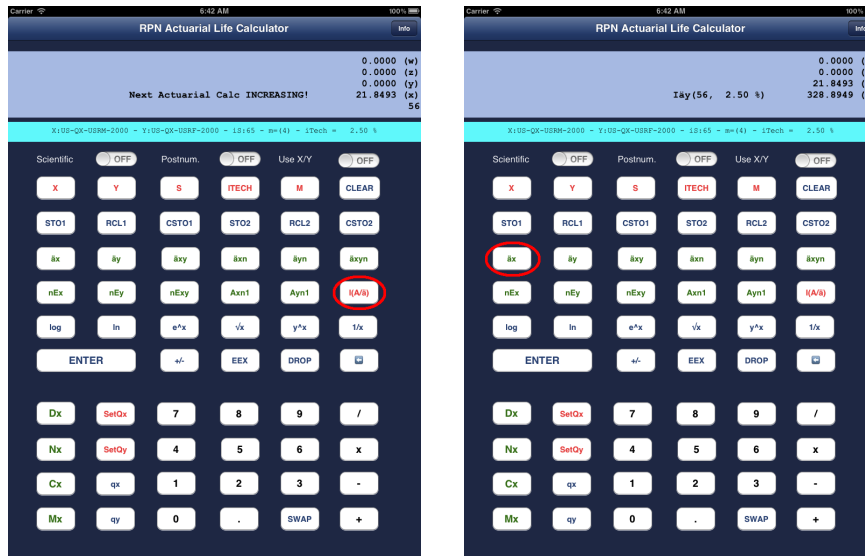 Carrier 6:42 AM 100%
RPN Actuarial Life Calculator Info
0.0000 (w)
0.0000 (z)
0.0000 (y)
Next Actuarial Calc INCREASING! 21.8493 (x)
56
X:US-QX-USRM-2000 - Y:US-QX-USRF-2000 - iS:65 - m=(4) - iTech = 2.50 %
Scientific OFF Postnum. OFF Use X/Y OFF
X Y S ITECH M CLEAR
STO1 RCL1 CSTO1 STO2 RCL2 CSTO2
äx äy äxy äxn äyn äxyn
nEx nEy nExy Axn1 Ayn1 I(A/ä)
log ln e^x √x y^x 1/x
ENTER +/- EEX DROP
Dx SetQx 7 8 9 /
Nx SetQy 4 5 6 x
Cx qx 1 2 3 -
Mx qy 0 . SWAP +
Carrier 6:42 AM 100%
RPN Actuarial Life Calculator Info
0.0000 (
0.0000 (
21.8493 (
Iäy(56, 2.50 %) 328.8949 (
X:US-QX-USRM-2000 - Y:US-QX-USRF-2000 - iS:65 - m=(4) - iTech = 2.50 %
Scientific OFF Postnum. OFF Use X/Y OFF
X Y S ITECH M CLEAR
STO1 RCL1 CSTO1 STO2 RCL2 CSTO2
äx äy äxy äxn äyn äxyn
nEx nEy nExy Axn1 Ayn1 I(A/ä)
log ln e^x √x y^x 1/x
ENTER +/- EEX DROP
Dx SetQx 7 8 9 /
Nx SetQy 4 5 6 x
Cx qx 1 2 3 -
Mx qy 0 . SWAP +